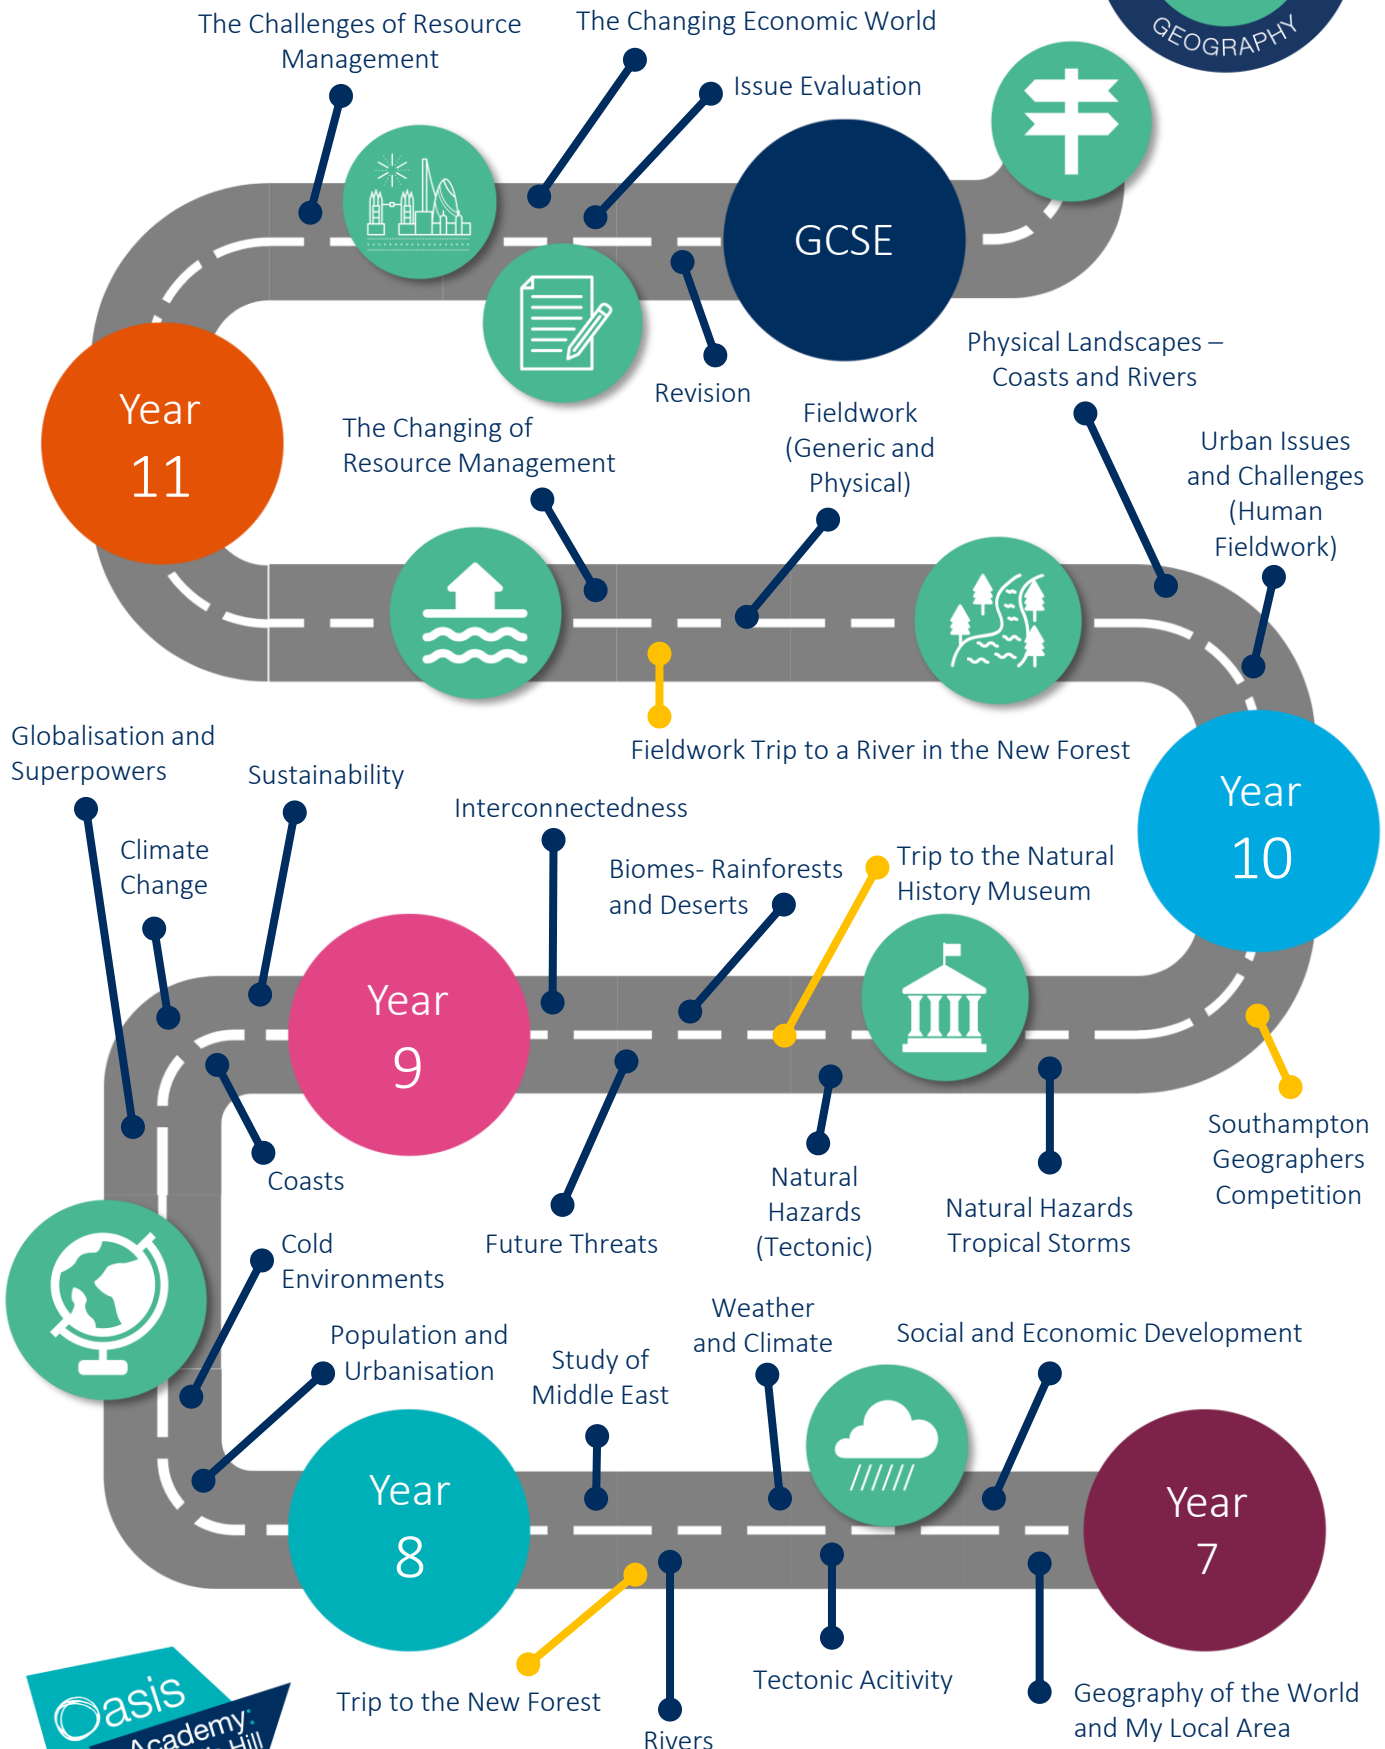 GEOGRAPHY
The Challenges of Resource
Management
The Changing Economic World
Issue Evaluation
GCSE
Revision
Year
11
The Changing of
Resource Management
Fieldwork
(Generic and
Physical)
Physical Landscapes –
Coasts and Rivers
Urban Issues
and Challenges
(Human
Fieldwork)
Fieldwork Trip to a River in the New Forest
Year
10
Globalisation and
Superpowers
Climate
Change
Sustainability
Interconnectedness
Biomes- Rainforests
and Deserts
Trip to the Natural
History Museum
Year
9
Coasts
Future Threats
Natural
Hazards
(Tectonic)
Natural Hazards
Tropical Storms
Southampton
Geographers
Competition
Cold
Environments
Population and
Urbanisation
Study of
Middle East
Weather
and Climate
Social and Economic Development
Year
8
Year
7
Trip to the New Forest
Rivers
Tectonic Acitivity
Geography of the World
and My Local Area
Oasis
Academy:
Hill